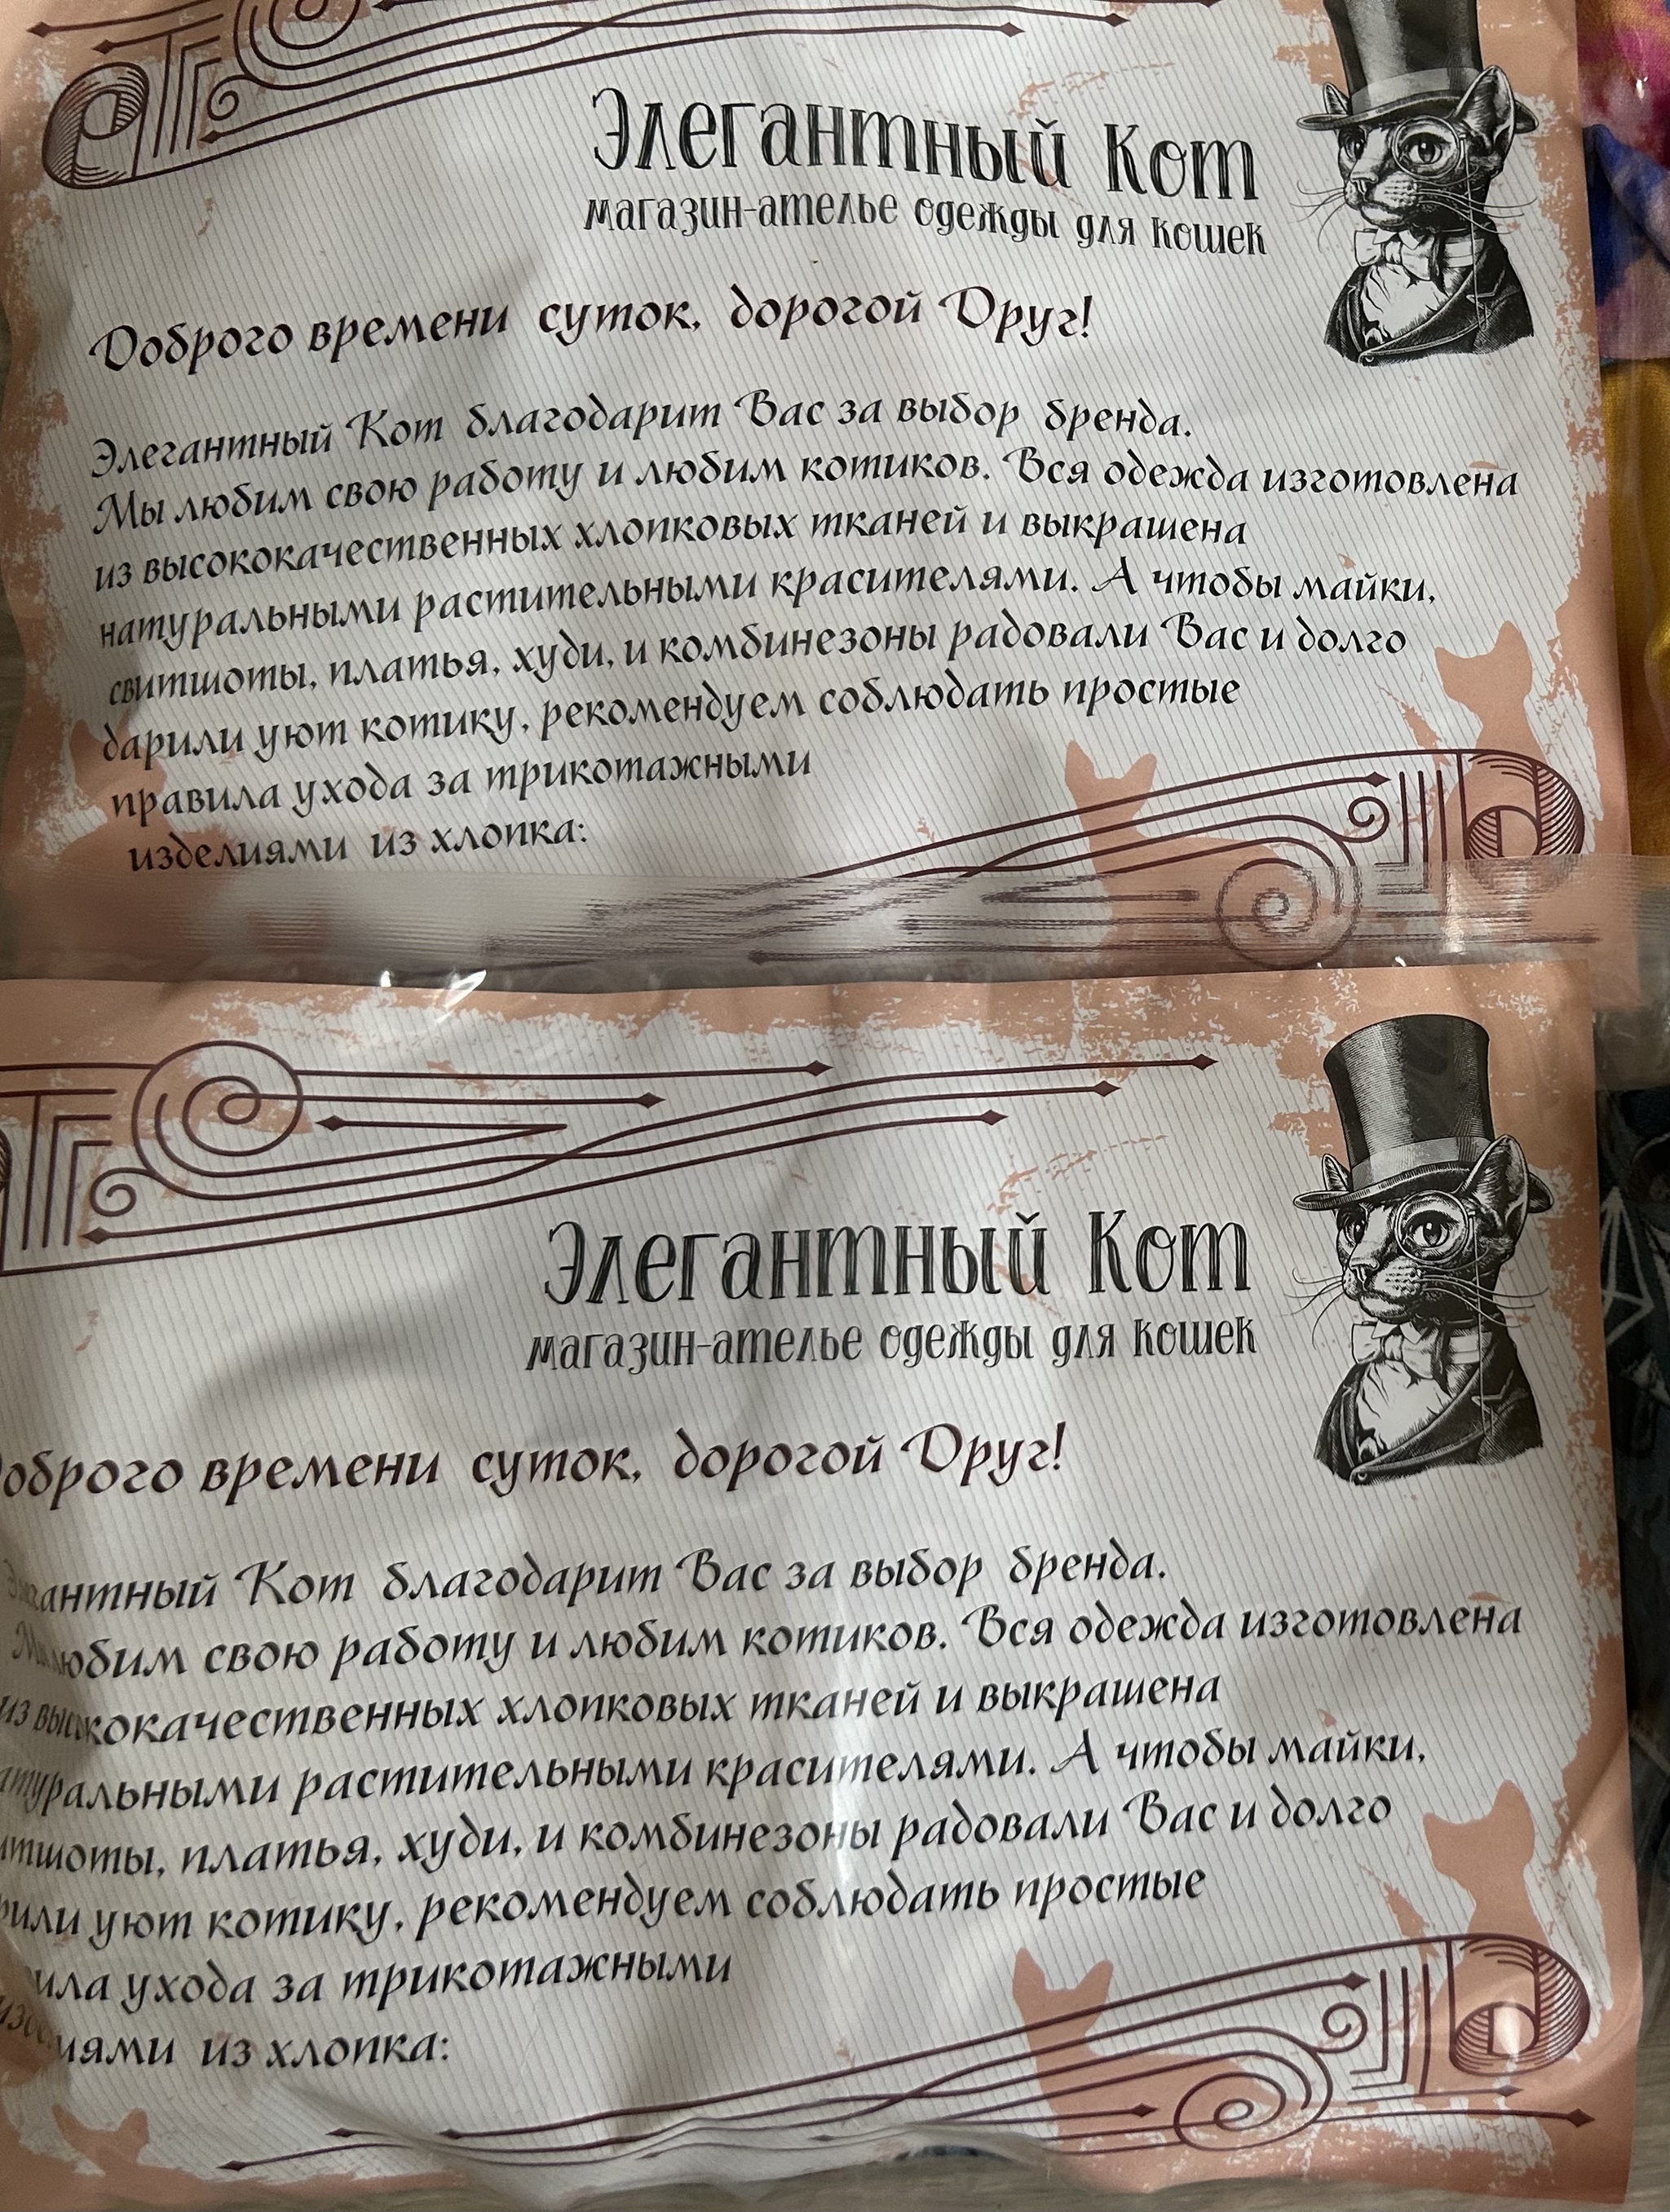 Элегантный Кот
магазин-ателье одежды для кошек
Доброго времени суток, дорогой Друг!
Элегантный Кот благодарит Вас за выбор бренда.
Мы любим свою работу и любим котиков. Вся одежда изготовлена
из высококачественных хлопковых тканей и выкрашена
натуральными растительными красителями. А чтобы майки,
свитшоты, платья, худи, и комбинезоны радовали Вас и долго
дарили уют котику, рекомендуем соблюдать простые
правила ухода за трикотажными
изделиями из хлопка:
Элегантный Кот
магазин-ателье одежды для кошек
оброго времени суток, дорогой Друг!
антный Кот благодарит Вас за выбор бренда.
любим свою работу и любим котиков. Вся одежда изготовлена
из высококачественных хлопковых тканей и выкрашена
атуральными растительными красителями. А чтобы майки,
итшоты, платья, худи, и комбинезоны радовали Вас и долго
рили уют котику, рекомендуем соблюдать простые
ила ухода за трикотажными
иями из хлопка: